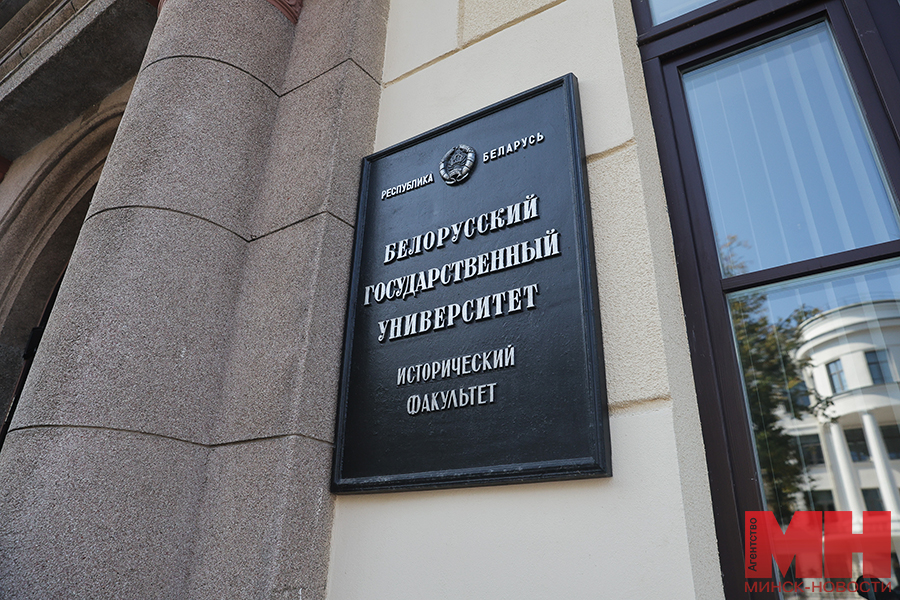 РЕСПУБЛИКА БЕЛАРУСЬ
БЕЛОРУССКИЙ
ГОСУДАРСТВЕННЫЙ
УНИВЕРСИТЕТ
ИСТОРИЧЕСКИЙ
ФАКУЛЬТЕТ
Агентство
МН
МИНСК-НОВОСТИ